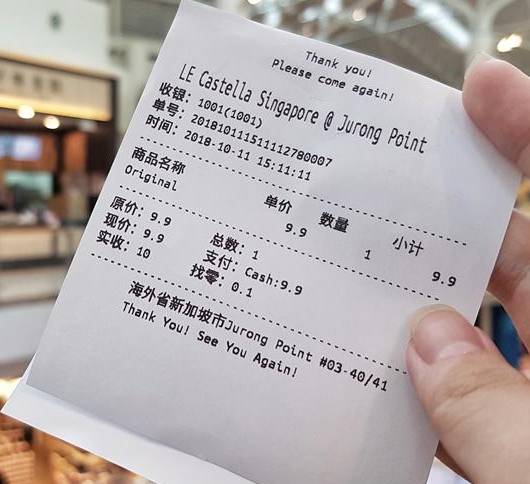 Thank you!
Please come again!
LE Castella Singapore @ Jurong Point
收银: 1001(1001)
单号: 201810111511112780007
时间: 2018-10-11 15:11:11
商品名称 单价 数量 小计
Original 9.9 1 9.9
原价: 9.9 总数: 1
现价: 9.9 支付: Cash:9.9
实收: 10 找零: 0.1
海外省新加坡市Jurong Point #03-40/41
Thank You! See You Again!